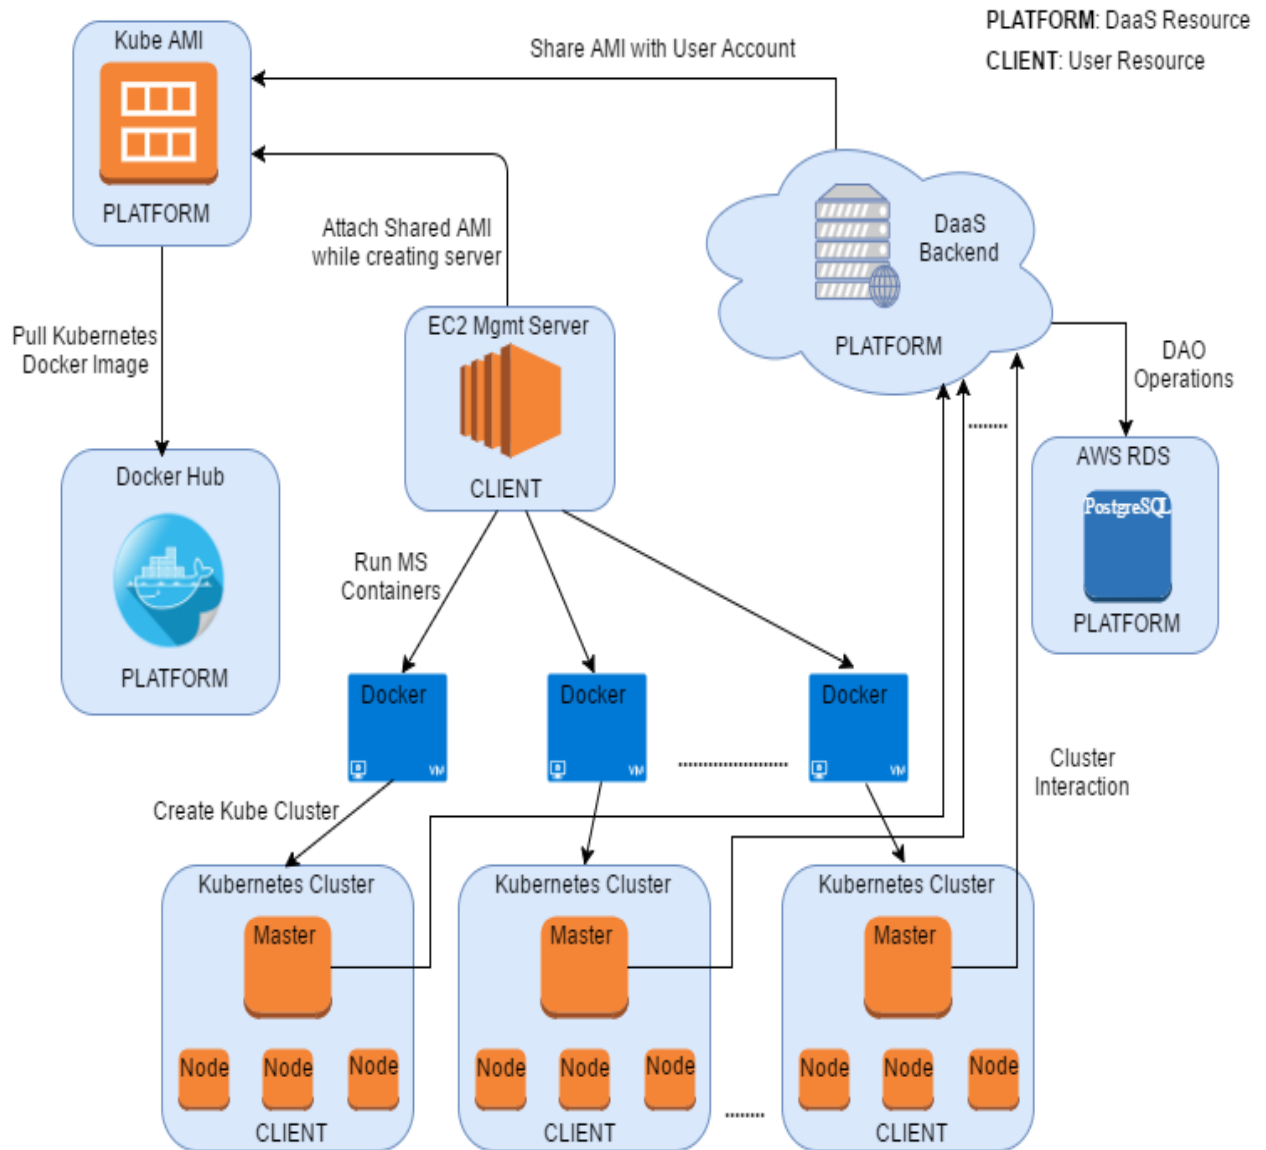 PLATFORM: DaaS Resource
CLIENT: User Resource
Kube AMI
PLATFORM
Share AMI with User Account
Attach Shared AMI
while creating server
DaaS
Backend
PLATFORM
Pull Kubernetes
Docker Image
EC2 Mgmt Server
CLIENT
DAO
Operations
Docker Hub
PLATFORM
AWS RDS
PostgreSQL
PLATFORM
Run MS
Containers
Docker
VM
Docker
VM
Docker
VM
Cluster
Interaction
Create Kube Cluster
Kubernetes Cluster
Master
Node
Node
Node
CLIENT
Kubernetes Cluster
Master
Node
Node
Node
CLIENT
Kubernetes Cluster
Master
Node
Node
Node
CLIENT